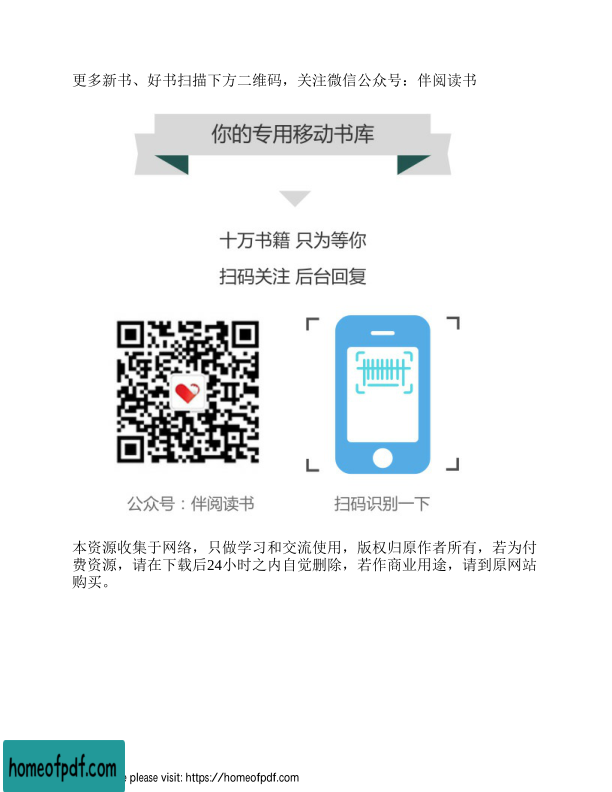 更多新书、好书扫描下方二维码，关注微信公众号：伴阅读书
你的专用移动书库
十万书籍 只为等你
扫码关注 后台回复
公众号：伴阅读书
扫码识别一下
本资源收集于网络，只做学习和交流使用，版权归原作者所有，若为付
费资源，请在下载后24小时之内自觉删除，若作商业用途，请到原网站
购买。
homeofpdf.com
e please visit: https://homeofpdf.com